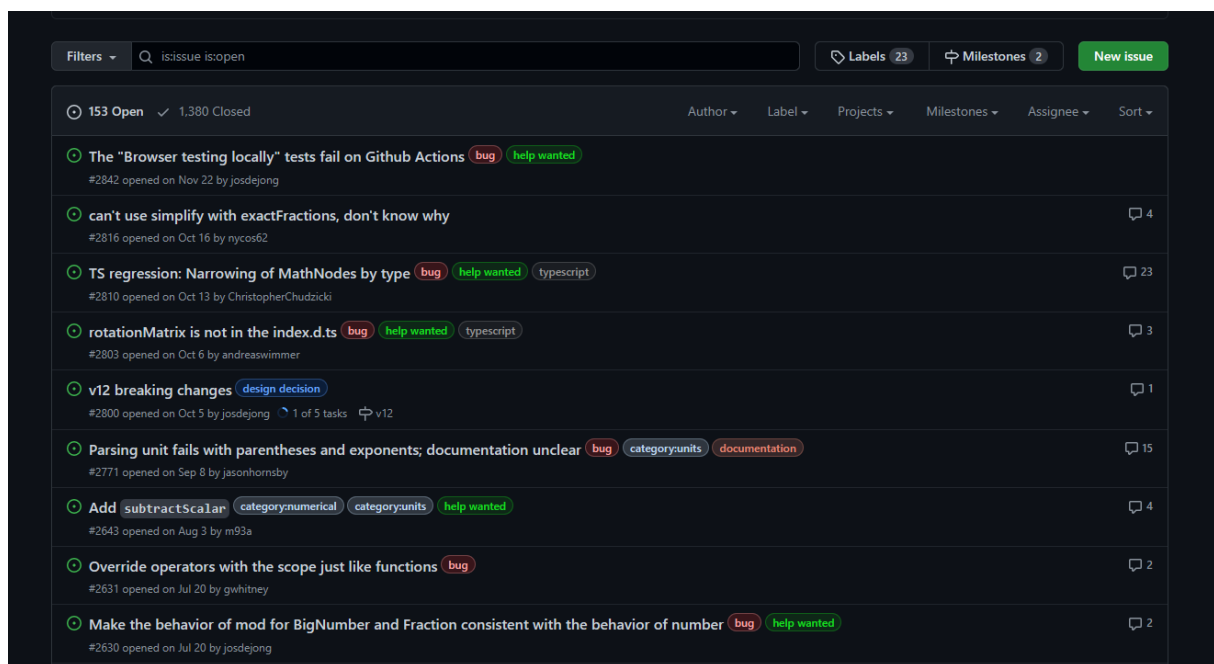 Filters is:issue is:open Labels 23 Milestones 2 New issue
153 Open 1,380 Closed Author Label Projects Milestones Assignee Sort
The "Browser testing locally" tests fail on Github Actions bug help wanted
#2842 opened on Nov 22 by josdejong
can't use simplify with exactFractions, don't know why 4
#2816 opened on Oct 16 by nycos62
TS regression: Narrowing of MathNodes by type bug help wanted typescript 23
#2810 opened on Oct 13 by ChristopherChudzicki
rotationMatrix is not in the index.d.ts bug help wanted typescript 3
#2803 opened on Oct 6 by andreaswimmer
v12 breaking changes design decision 1
#2800 opened on Oct 5 by josdejong 1 of 5 tasks v12
Parsing unit fails with parentheses and exponents; documentation unclear bug category:units documentation 15
#2771 opened on Sep 8 by jasonhornsby
Add subtractScalar category:numerical category:units help wanted 4
#2643 opened on Aug 3 by m93a
Override operators with the scope just like functions bug 2
#2631 opened on Jul 20 by gwhitney
Make the behavior of mod for BigNumber and Fraction consistent with the behavior of number bug help wanted 2
#2630 opened on Jul 20 by josdejong